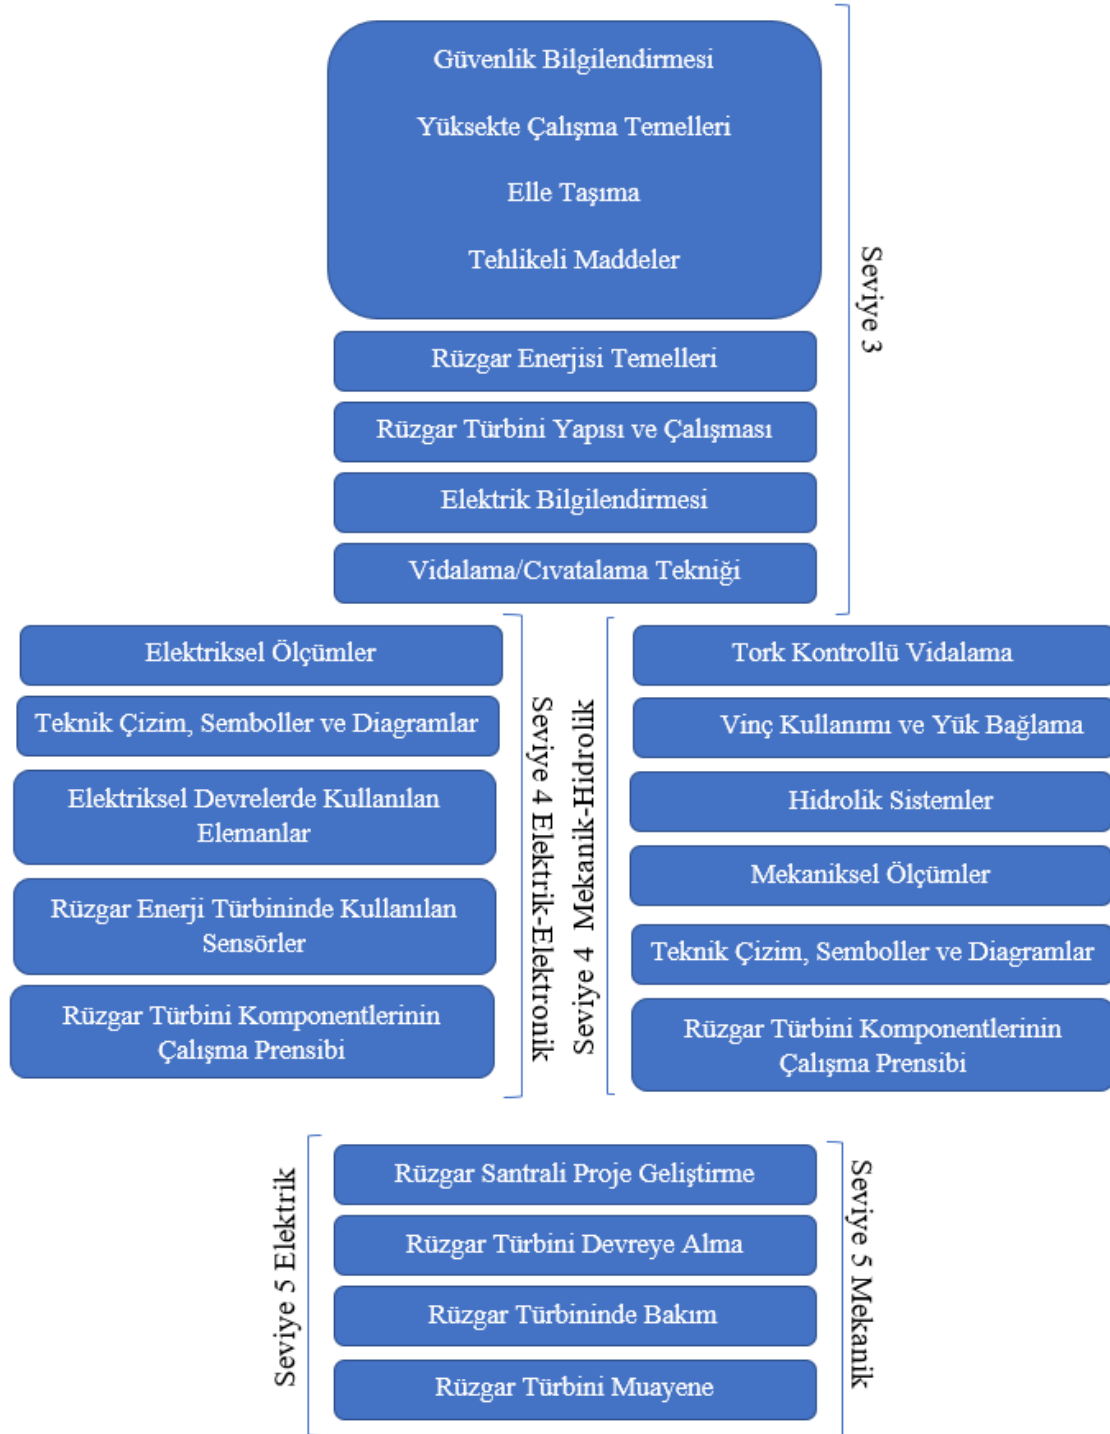 Güvenlik Bilgilendirmesi
Yüksekte Çalışma Temelleri
Elle Taşıma
Tehlikeli Maddeler
Seviye 3
Rüzgar Enerjisi Temelleri
Rüzgar Türbini Yapısı ve Çalışması
Elektrik Bilgilendirmesi
Vidalama/Cıvatalama Tekniği
Elektriksel Ölçümler
Teknik Çizim, Semboller ve Diagramlar
Elektriksel Devrelerde Kullanılan
Elemanlar
Rüzgar Enerji Türbininde Kullanılan
Sensörler
Rüzgar Türbini Komponentlerinin
Çalışma Prensibi
Seviye 4 Elektrik-Elektronik
Seviye 4 Mekanik-Hidrolik
Tork Kontrollü Vidalama
Vinç Kullanımı ve Yük Bağlama
Hidrolik Sistemler
Mekaniksel Ölçümler
Teknik Çizim, Semboller ve Diagramlar
Rüzgar Türbini Komponentlerinin
Çalışma Prensibi
Seviye 5 Elektrik
Rüzgar Santrali Proje Geliştirme
Rüzgar Türbini Devreye Alma
Rüzgar Türbininde Bakım
Rüzgar Türbini Muayene
Seviye 5 Mekanik